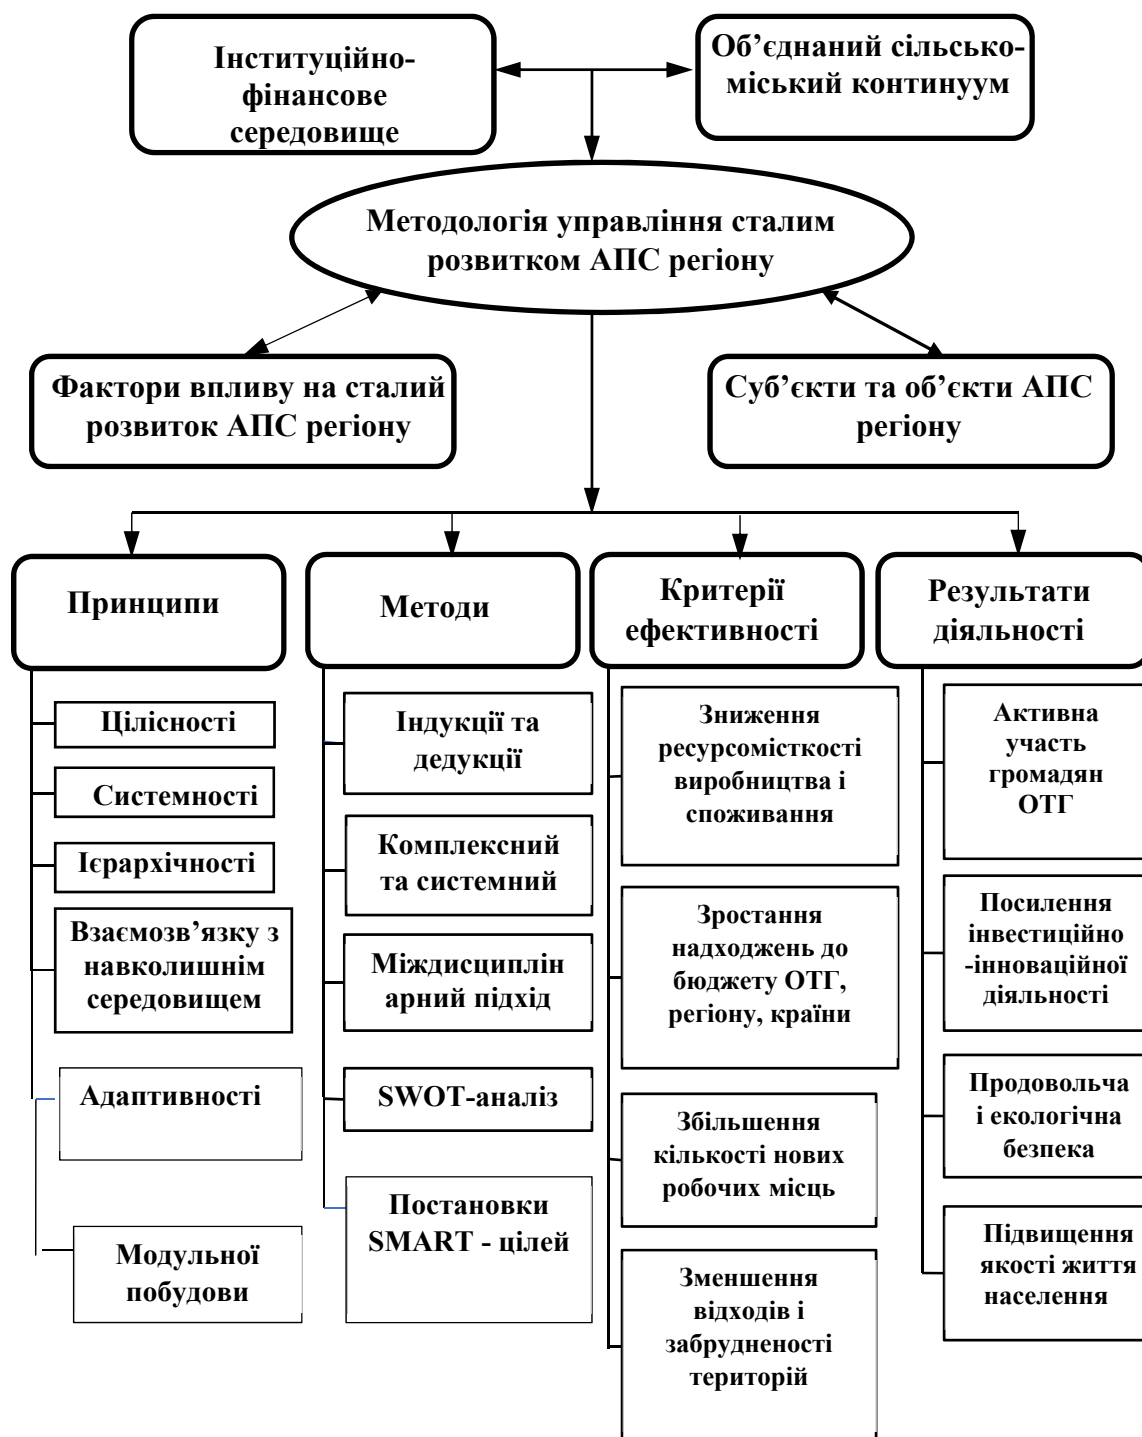 Інституційно-
фінансове
середовище
Об’єднаний сільсько-
міський континуум
Методологія управління сталим
розвитком АПС регіону
Фактори впливу на сталий
розвиток АПС регіону
Суб’єкти та об’єкти АПС
регіону
Принципи
Методи
Критерії
ефективності
Результати
діяльності
Цілісності
Системності
Ієрархічності
Взаємозв’язку з
навколишнім
середовищем
Адаптивності
Модульної
побудови
Індукції та
дедукції
Комплексний
та системний
Міждисциплін
арний підхід
SWOT-аналіз
Постановки
SMART - цілей
Зниження
ресурсомісткості
виробництва і
споживання
Зростання
надходжень до
бюджету ОТГ,
регіону, країни
Збільшення
кількості нових
робочих місць
Зменшення
відходів і
забрудненості
територій
Активна
участь
громадян
ОТГ
Посилення
інвестиційно
-інноваційної
діяльності
Продовольча
і екологічна
безпека
Підвищення
якості життя
населення